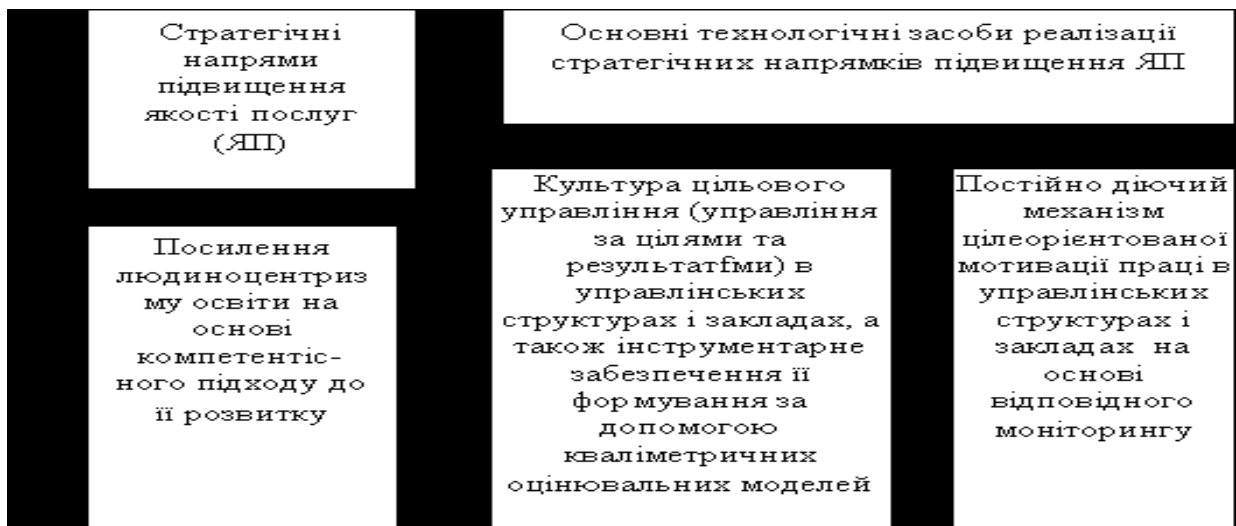 Стратегічні
напрями
підвищення
якості послуг
(ЯП)
Основні технологічні засоби реалізації
стратегічних напрямків підвищення ЯП
Посилення
людиноцентриз
му освіти на
основі
компетентіс-
ного підходу до
її розвитку
Культура цільового
управління (управління
за цілями та
результатfми) в
управлінських
структурах і закладах, а
також інструментарне
забезпечення її
формування за
допомогою
кваліметричних
оцінювальних моделей
Постійно діючий
механізм
цілеорієнтованої
мотивації праці в
управлінських
структурах і
закладах на
основі
відповідного
моніторингу